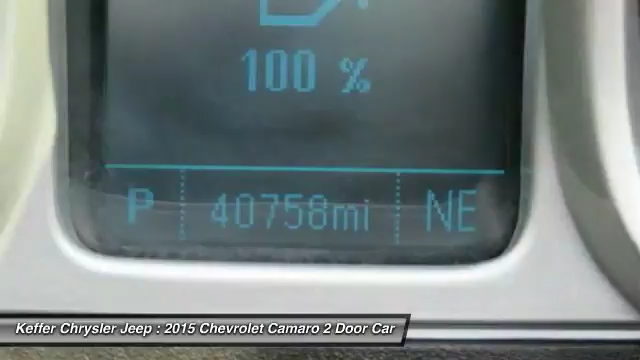 100 %
P 40758mi NE
Keffer Chrysler Jeep : 2015 Chevrolet Camaro 2 Door Car